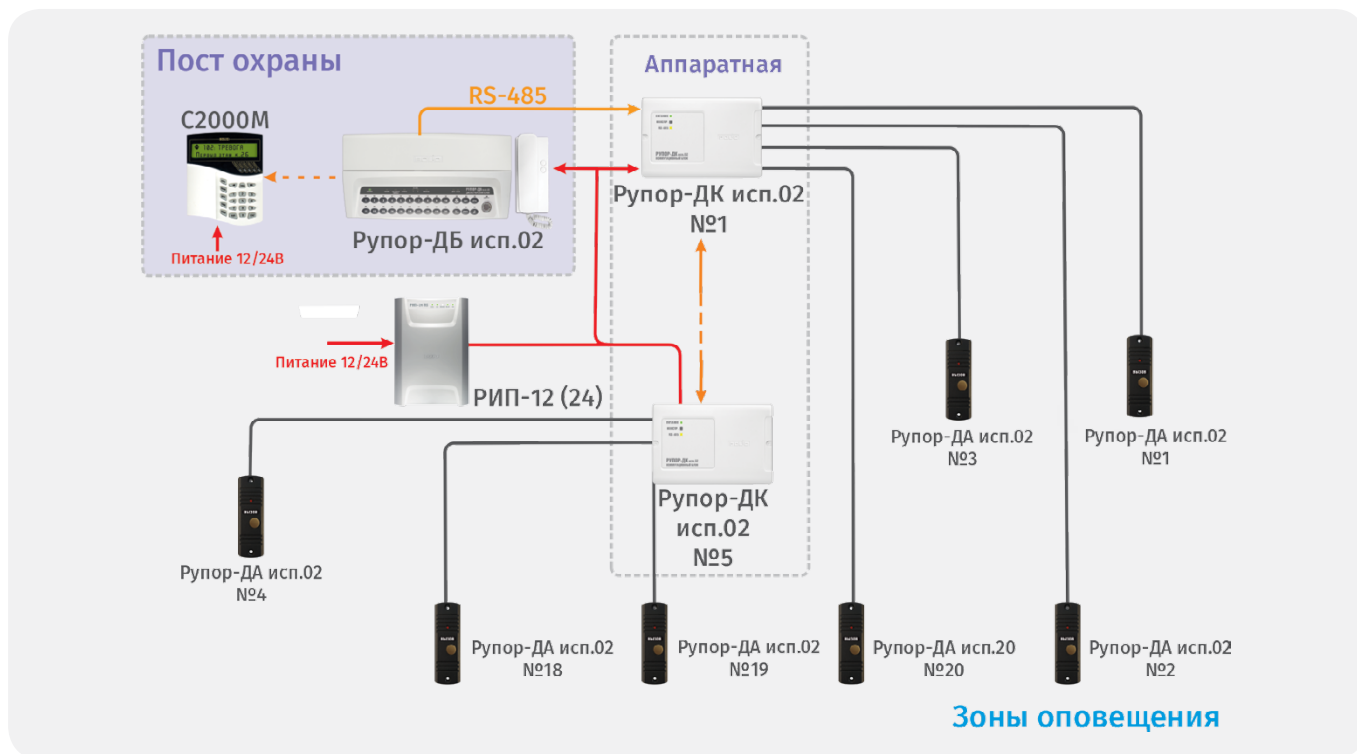 Пост охраны
Аппаратная
RS-485
С2000М
102 ТРЕВОГА
Рупор-ДБ исп.02
Питание 12/24В
Рупор-ДК исп.02
№1
Питание 12/24В
РИП-12 (24)
Рупор-ДК
исп.02
№5
Рупор-ДА исп.02
№3
Рупор-ДА исп.02
№1
Рупор-ДА исп.02
№4
Рупор-ДА исп.02
№18
Рупор-ДА исп.02
№19
Рупор-ДА исп.20
№20
Рупор-ДА исп.02
№2
Зоны оповещения